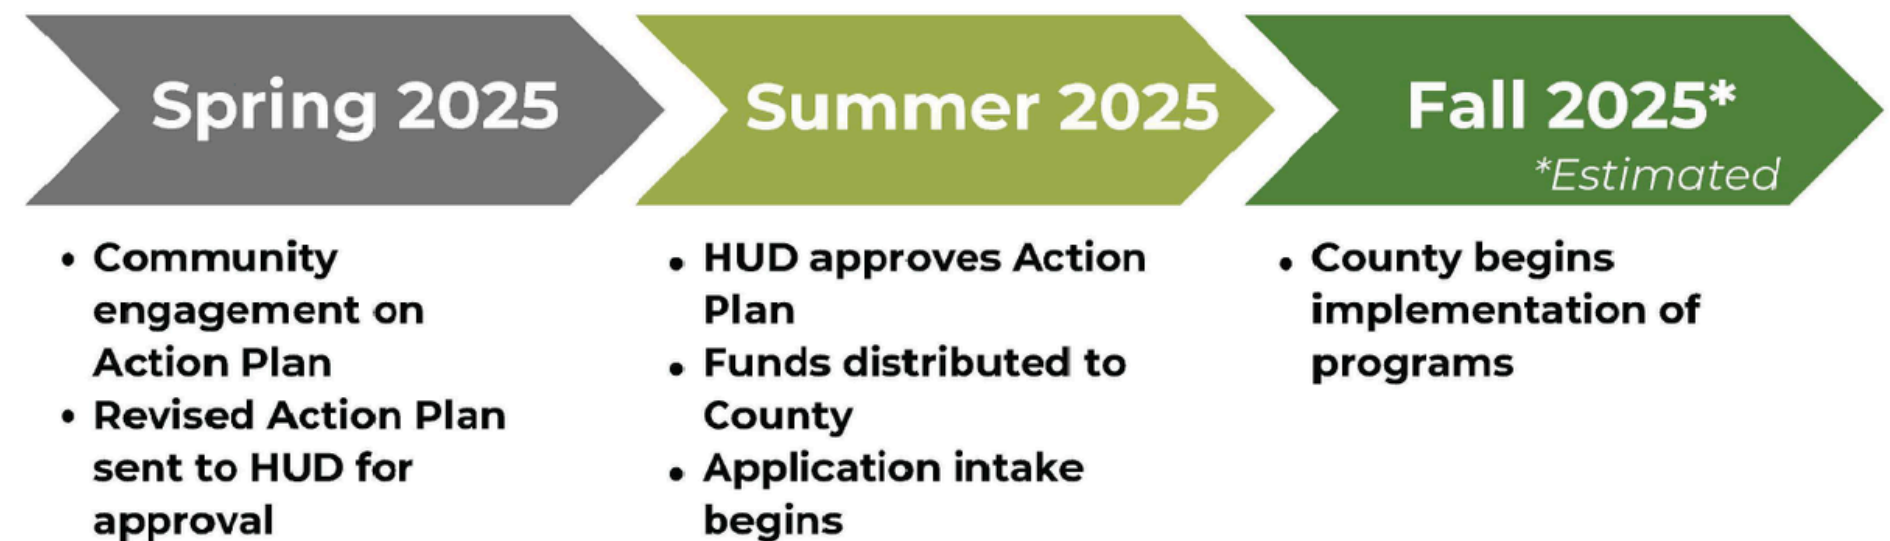 Spring 2025
• Community
engagement on
Action Plan
• Revised Action Plan
sent to HUD for
approval
Summer 2025
• HUD approves Action
Plan
• Funds distributed to
County
• Application intake
begins
Fall 2025*
*Estimated
• County begins
implementation of
programs